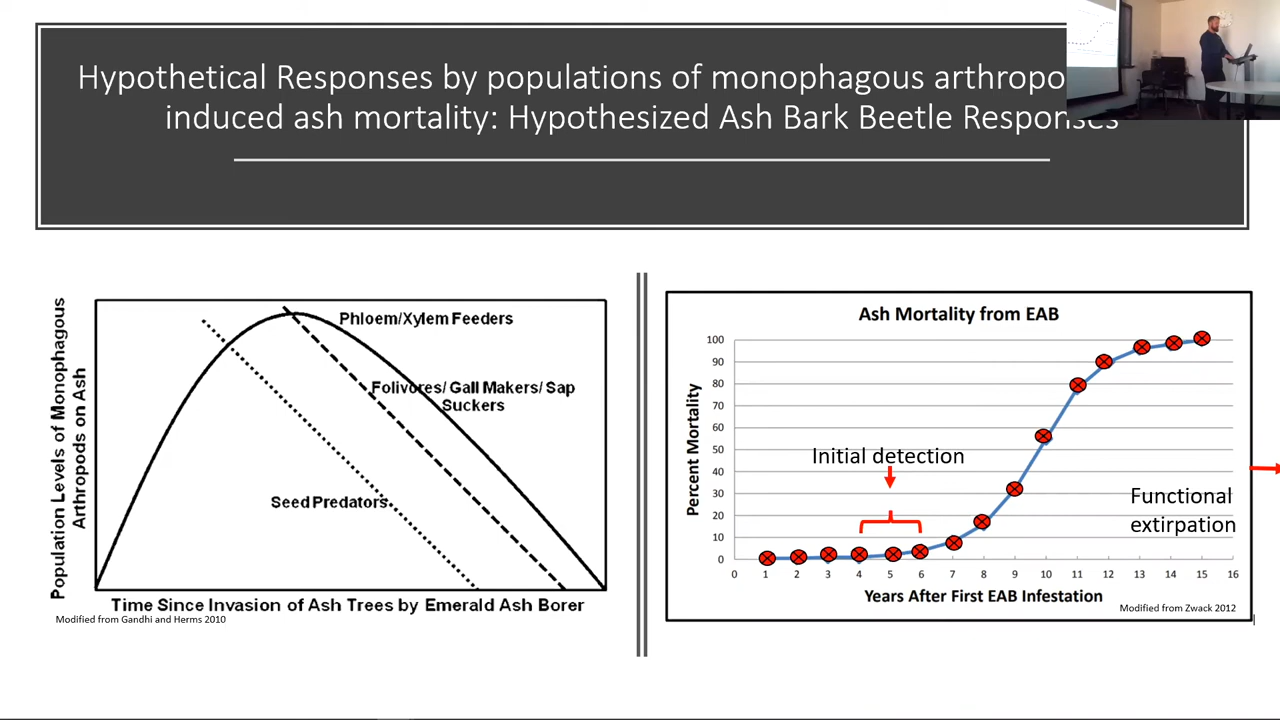 Hypothetical Responses by populations of monophagous arthropo
induced ash mortality: Hypothesized Ash Bark Beetle Responses
Population Levels of Monophagous
Arthropods on Ash
Phloem/Xylem Feeders
Folivores/ Gall Makers/ Sap
Suckers
Seed Predators
Time Since Invasion of Ash Trees by Emerald Ash Borer
Modified from Gandhi and Herms 2010
Ash Mortality from EAB
Percent Mortality
100
90
80
70
60
50
40
30
20
10
0
Initial detection
Functional
extirpation
0 1 2 3 4 5 6 7 8 9 10 11 12 13 14 15 16
Years After First EAB Infestation
Modified from Zwack 2012